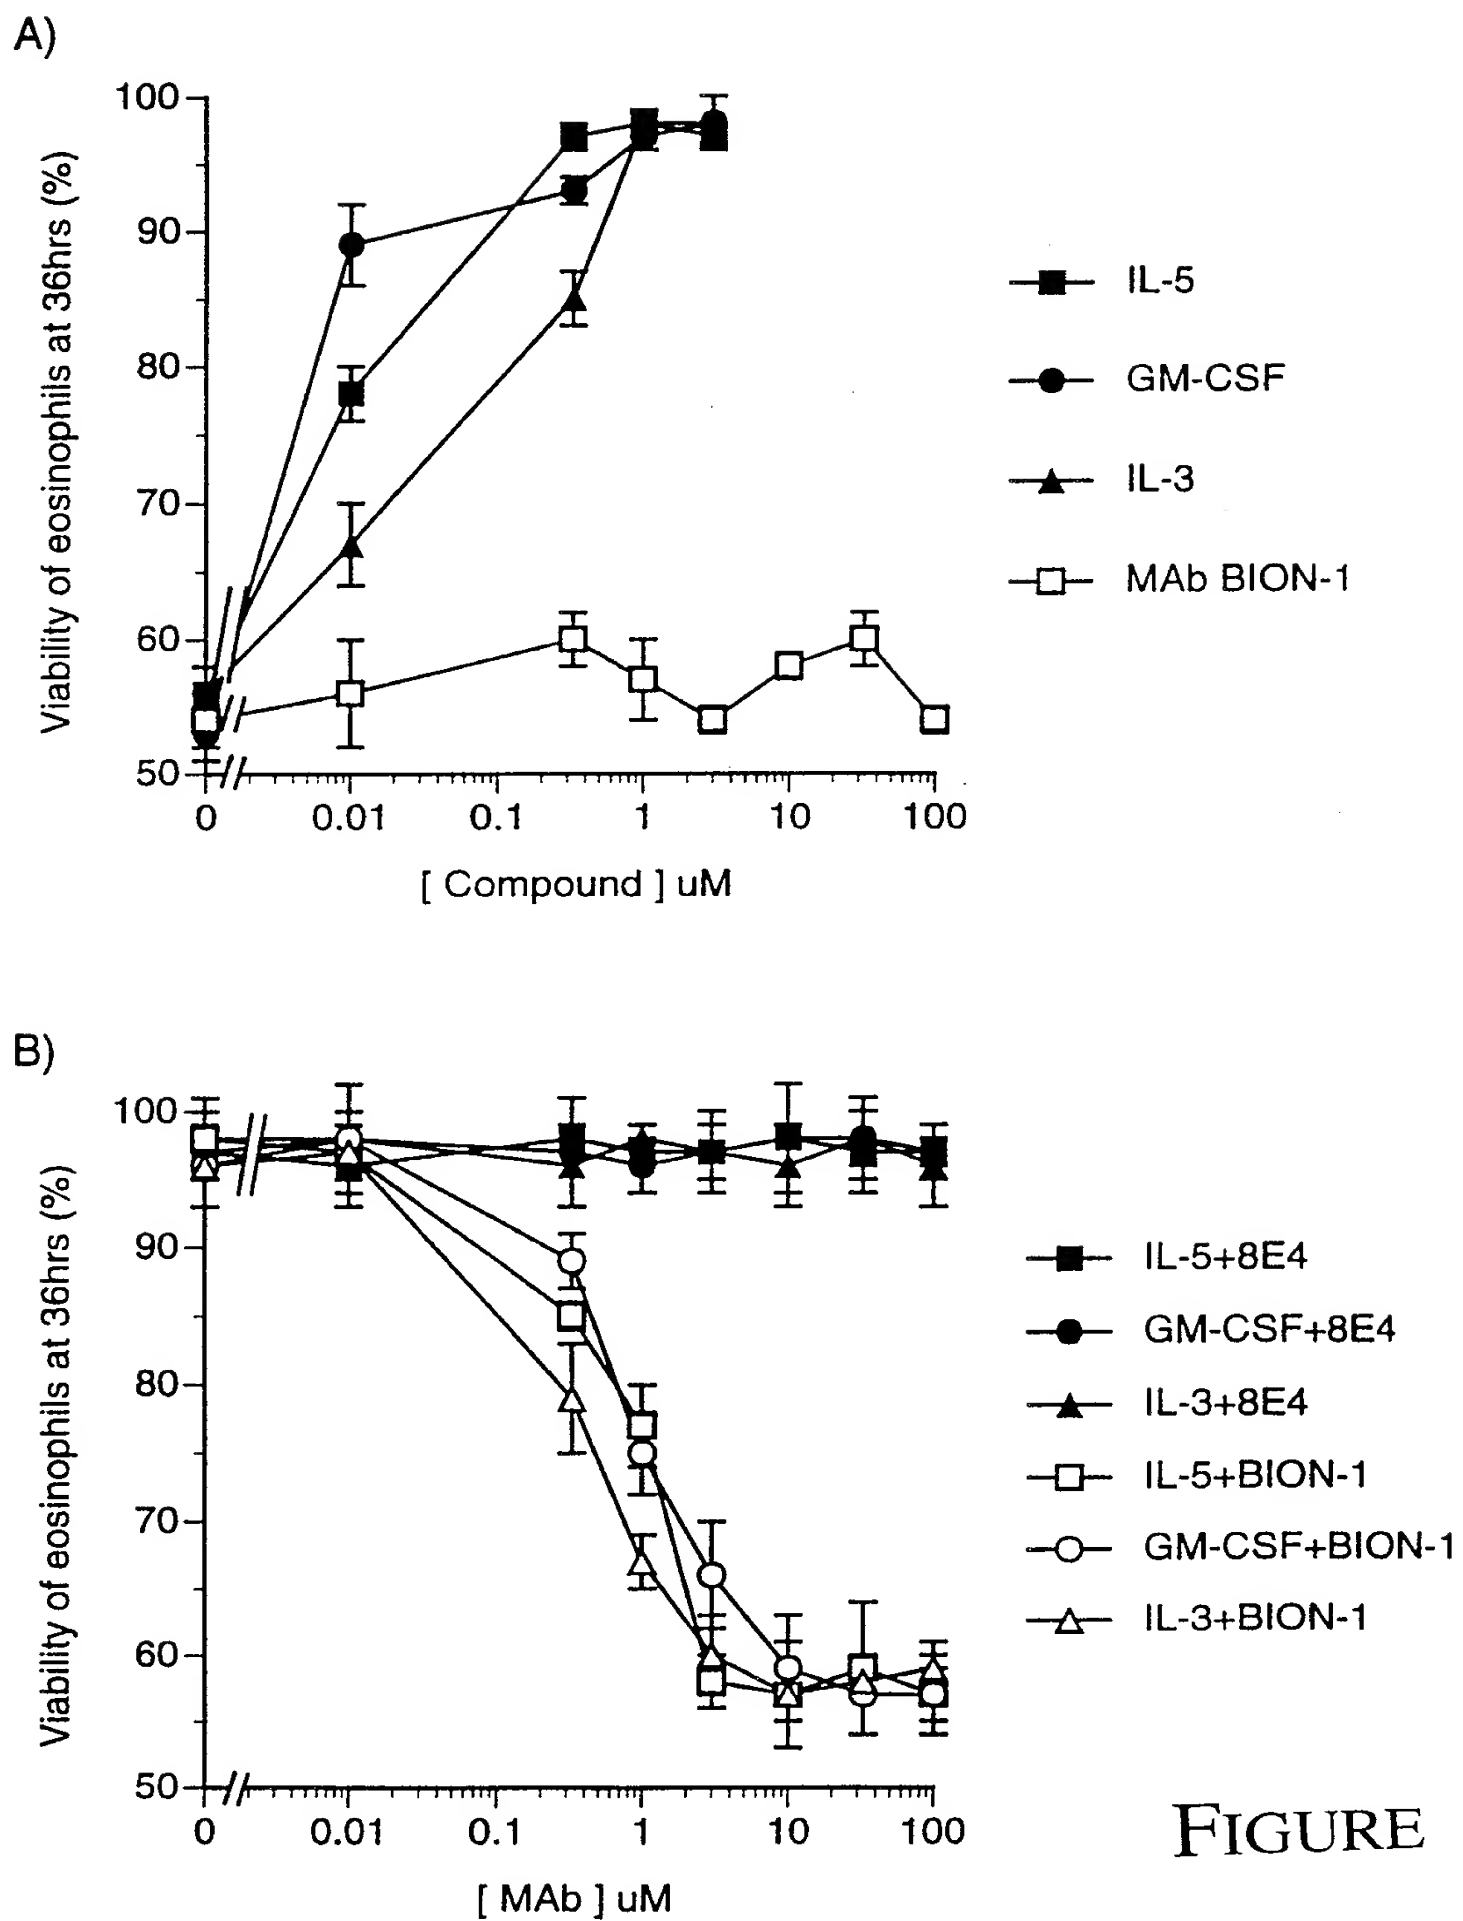 A)
Viability of eosinophils at 36hrs (%)
100
90
80
70
60
50
0 0.01 0.1 1 10 100
[ Compound ] uM
IL-5
GM-CSF
IL-3
MAb BION-1
B)
Viability of eosinophils at 36hrs (%)
100
90
80
70
60
50
0 0.01 0.1 1 10 100
[ MAb ] uM
IL-5+8E4
GM-CSF+8E4
IL-3+8E4
IL-5+BION-1
GM-CSF+BION-1
IL-3+BION-1
FIGURE